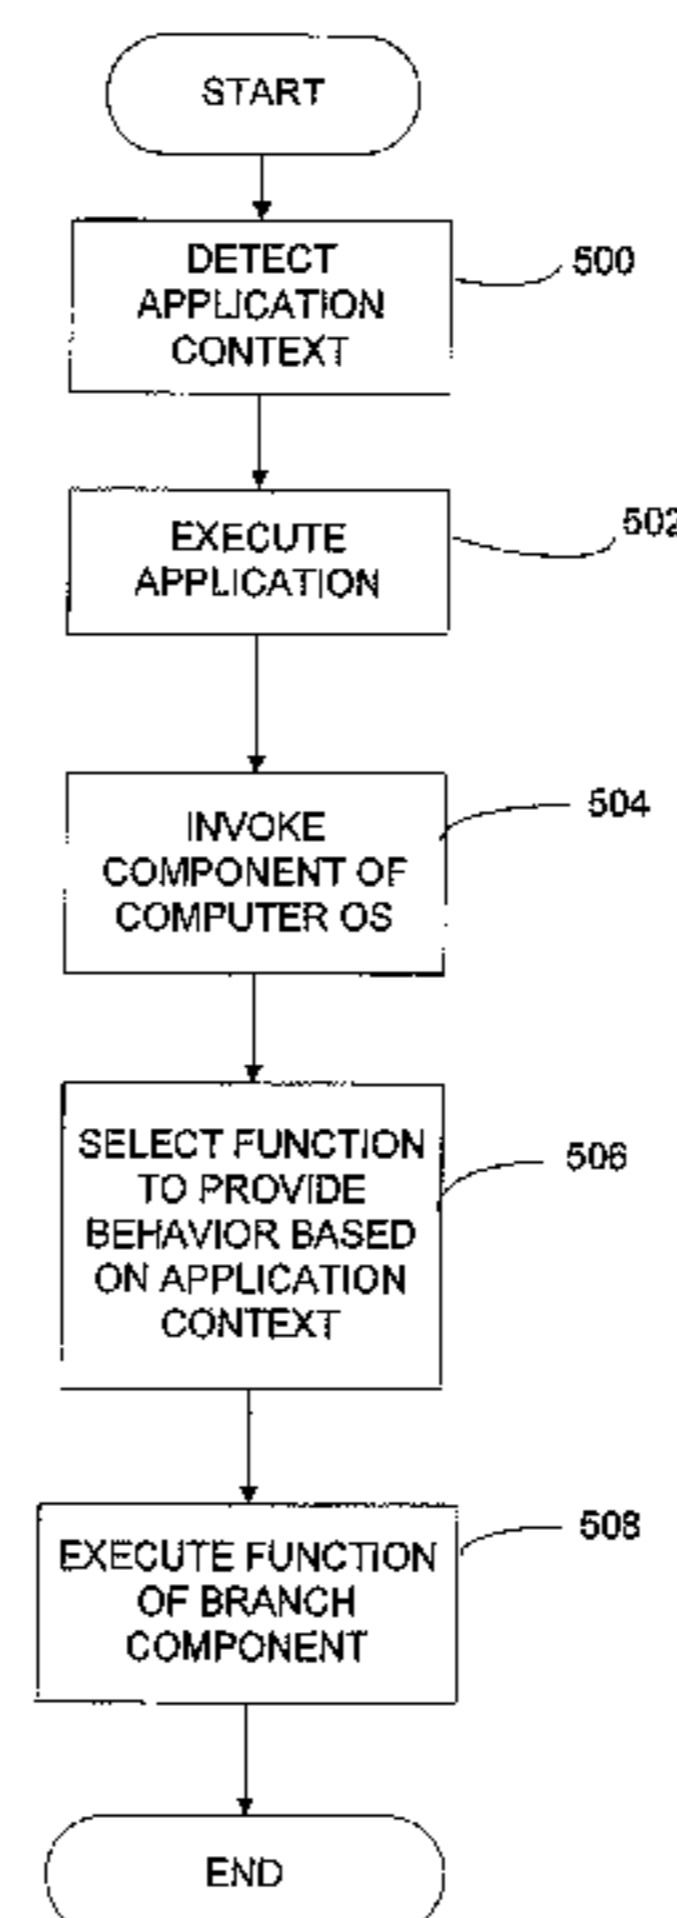 START
DETECT
APPLICATION
CONTEXT
500
EXECUTE
APPLICATION
502
INVOKE
COMPONENT OF
COMPUTER OS
504
SELECT FUNCTION
TO PROVIDE
BEHAVIOR BASED
ON APPLICATION
CONTEXT
506
EXECUTE FUNCTION
OF BRANCH
COMPONENT
508
END